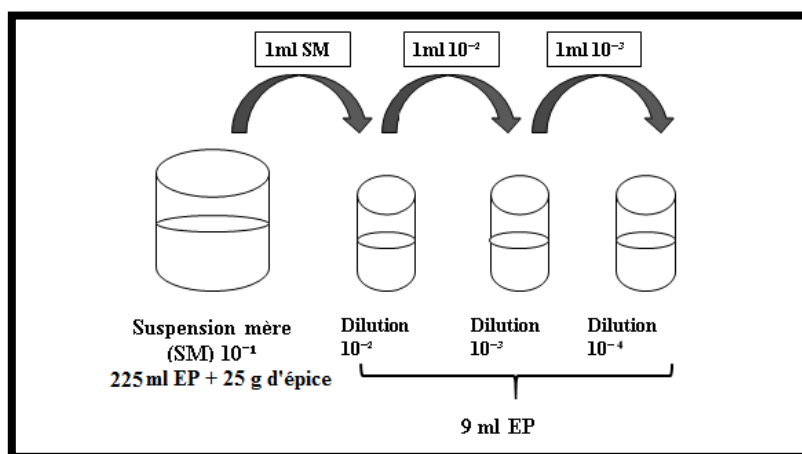 1ml SM
1ml 10⁻²
1ml 10⁻³
Suspension mère
(SM) 10⁻¹
225 ml EP + 25 g d'épice
Dilution
10⁻²
Dilution
10⁻³
Dilution
10⁻⁴
9 ml EP